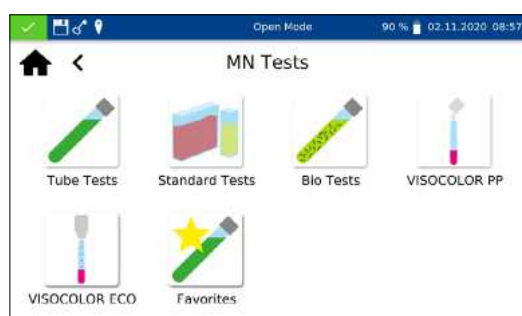 Open Mode 90 % 02.11.2020 08:57
MN Tests
Tube Tests Standard Tests Bio Tests VISOCOLOR PP
VISOCOLOR ECO Favorites